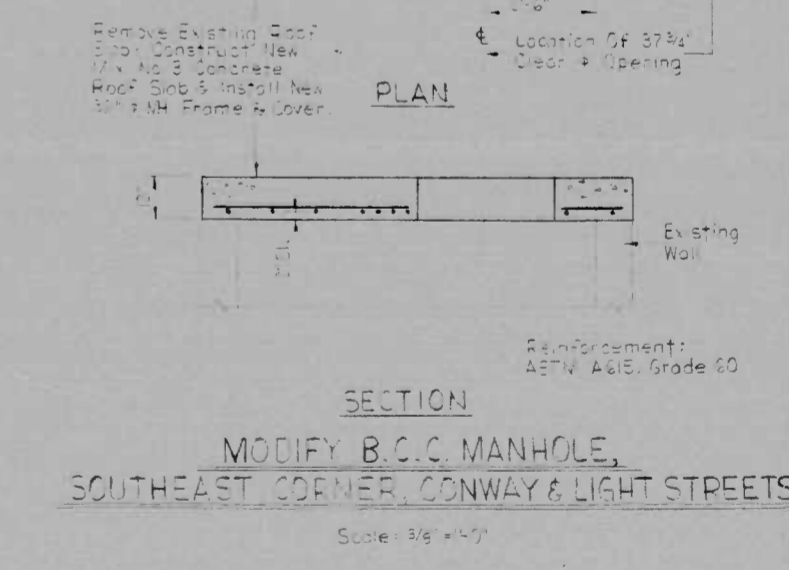 Remove Existing Roof
Slab. Construct New
Mix No 3 Concrete
Roof Slab & Install New
MH Frame & Cover.
℄ Location Of 37¾"
Clear Opening
PLAN
10"
Existing
Wall
Reinforcement:
ASTM A615, Grade 60
SECTION
MODIFY B.C.C. MANHOLE,
SOUTHEAST CORNER, CONWAY & LIGHT STREETS
Scale: 3/8"=1'-0"